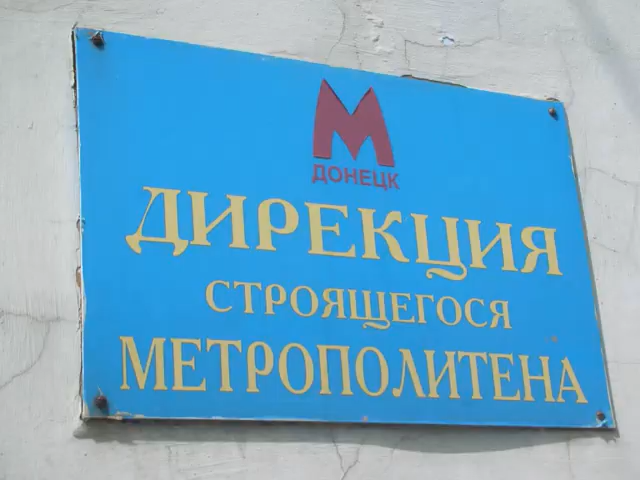 М
ДОНЕЦК
ДИРЕКЦИЯ
СТРОЯЩЕГОСЯ
МЕТРОПОЛИТЕНА